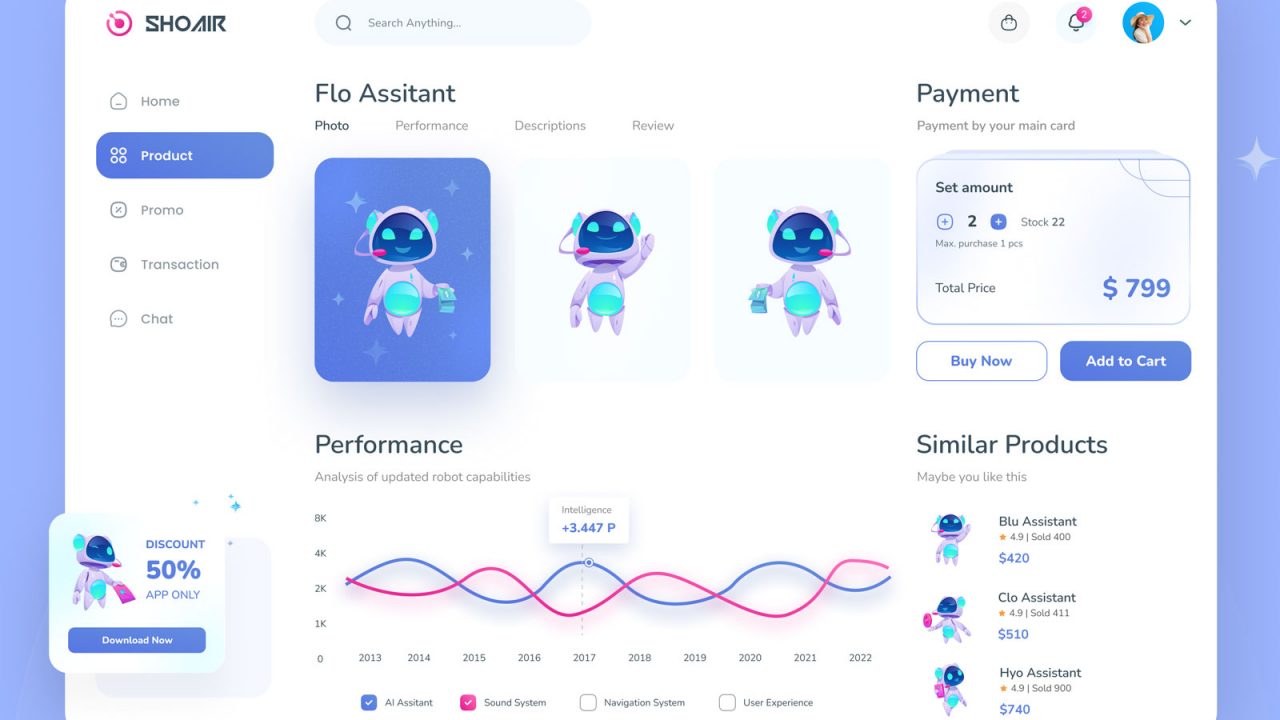 SHOAIR
Search Anything...
2
Home
Product
Promo
Transaction
Chat
DISCOUNT
50%
APP ONLY
Download Now
Flo Assitant
Photo Performance Descriptions Review
Performance
Analysis of updated robot capabilities
Intelligence
+3.447 P
8K
4K
2K
1K
0
2013 2014 2015 2016 2017 2018 2019 2020 2021 2022
AI Assitant Sound System Navigation System User Experience
Payment
Payment by your main card
Set amount
2 Stock 22
Max. purchase 1 pcs
Total Price $ 799
Buy Now Add to Cart
Similar Products
Maybe you like this
Blu Assistant
4.9 | Sold 400
$420
Clo Assistant
4.9 | Sold 411
$510
Hyo Assistant
4.9 | Sold 900
$740